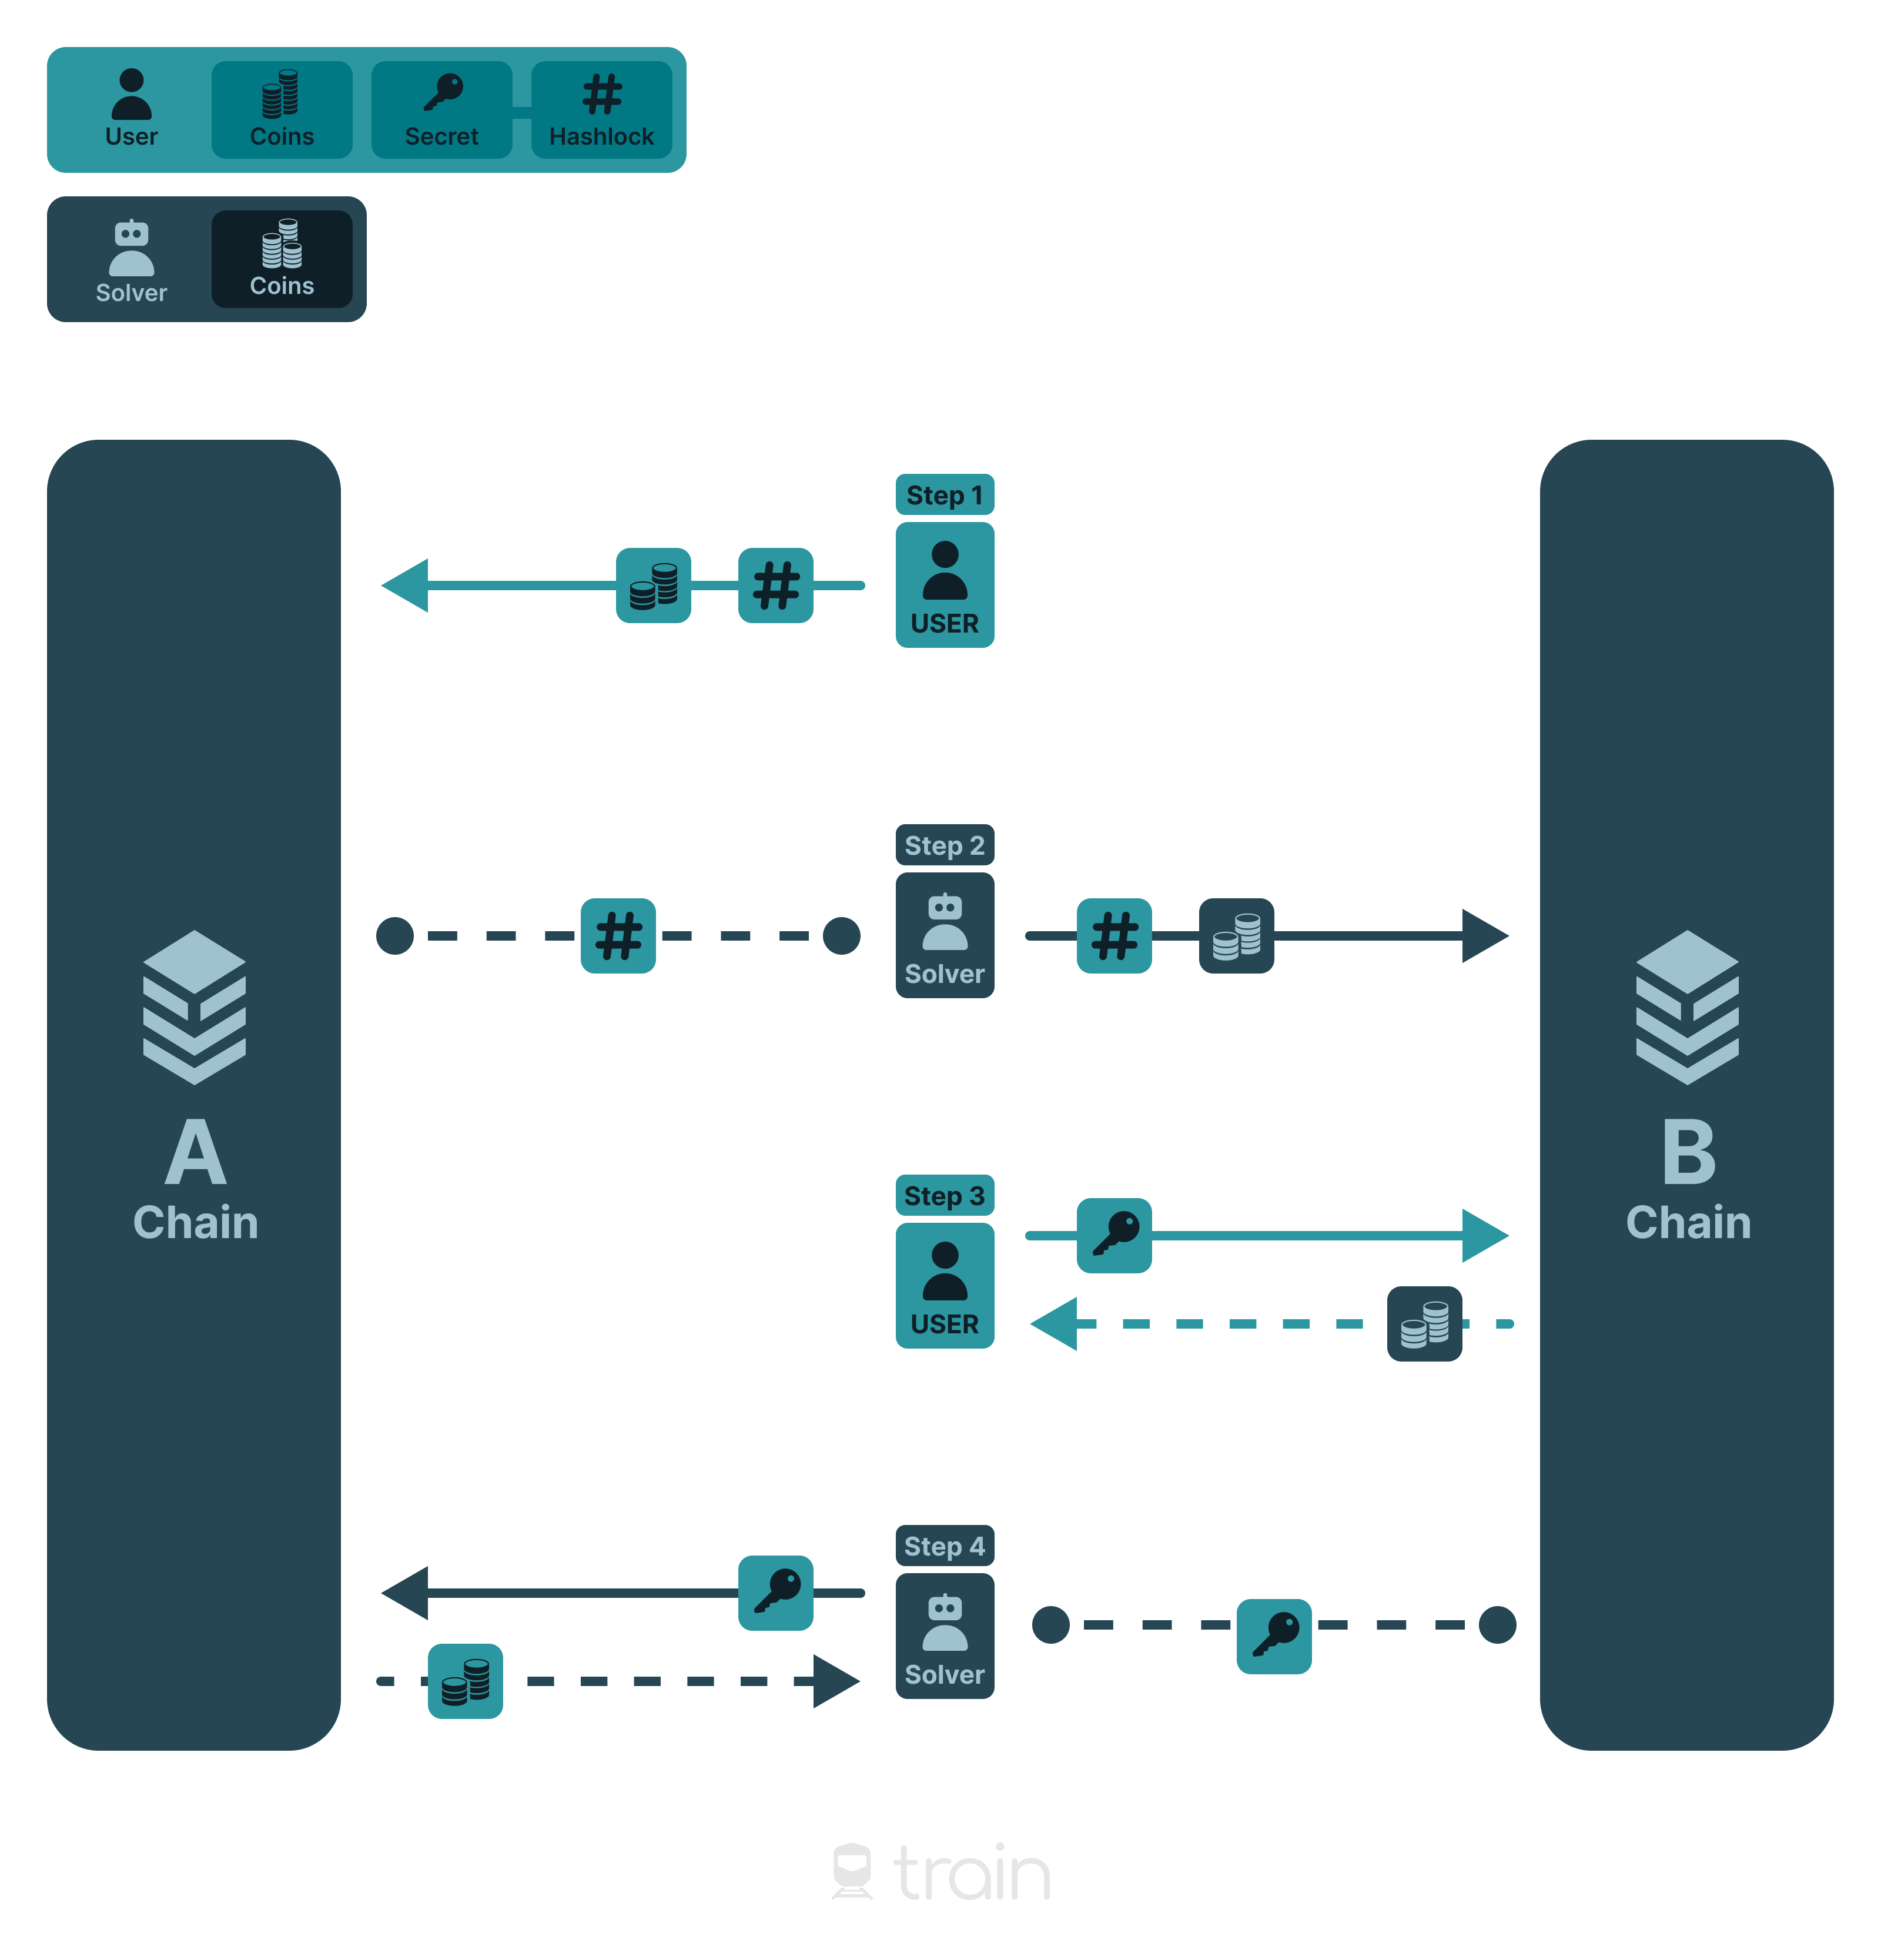 User
Coins
Secret
Hashlock
Solver
Coins
Step 1
USER
Step 2
Solver
A
Chain
B
Chain
Step 3
USER
Step 4
Solver
train